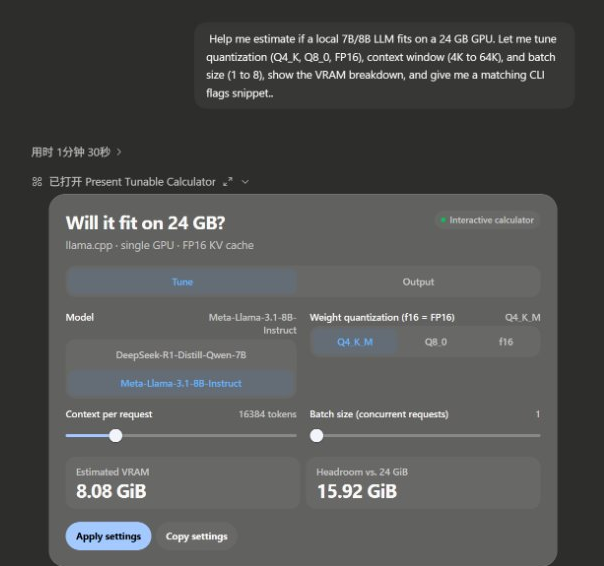 Help me estimate if a local 7B/8B LLM fits on a 24 GB GPU. Let me tune
quantization (Q4_K, Q8_0, FP16), context window (4K to 64K), and batch
size (1 to 8), show the VRAM breakdown, and give me a matching CLI
flags snippet..
用时 1分钟 30秒
已打开 Present Tunable Calculator
Will it fit on 24 GB?
Interactive calculator
llama.cpp · single GPU · FP16 KV cache
Tune
Output
Model
Meta-Llama-3.1-8B-
Instruct
Weight quantization (f16 = FP16)
Q4_K_M
DeepSeek-R1-Distill-Qwen-7B
Meta-Llama-3.1-8B-Instruct
Q4_K_M
Q8_0
f16
Context per request
16384 tokens
Batch size (concurrent requests)
1
Estimated VRAM
8.08 GiB
Headroom vs. 24 GiB
15.92 GiB
Apply settings
Copy settings